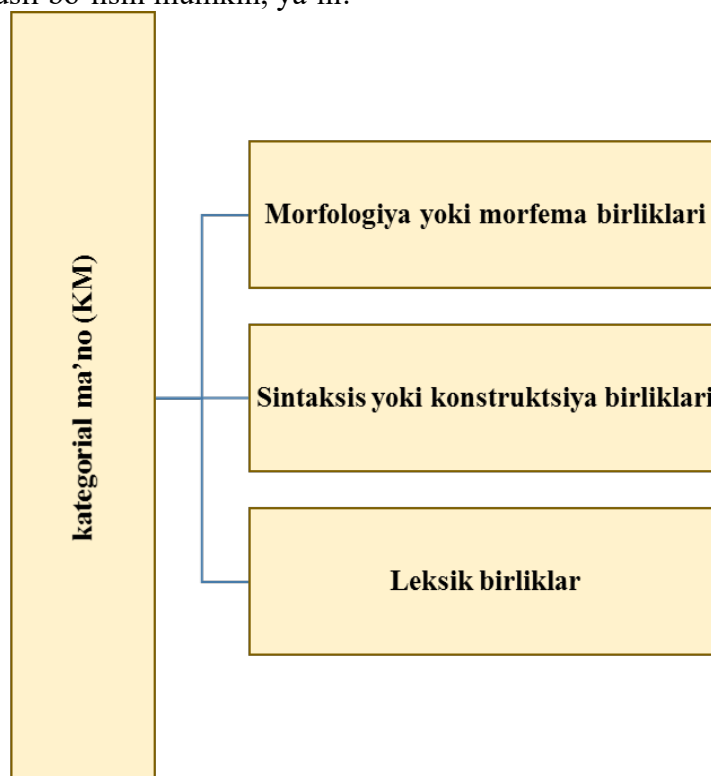 bo'lishi mumkin, ya'ni:
kategorial ma'no (KM)
Morfologiya yoki morfema birliklari
Sintaksis yoki konstruktsiya birliklari
Leksik birliklar